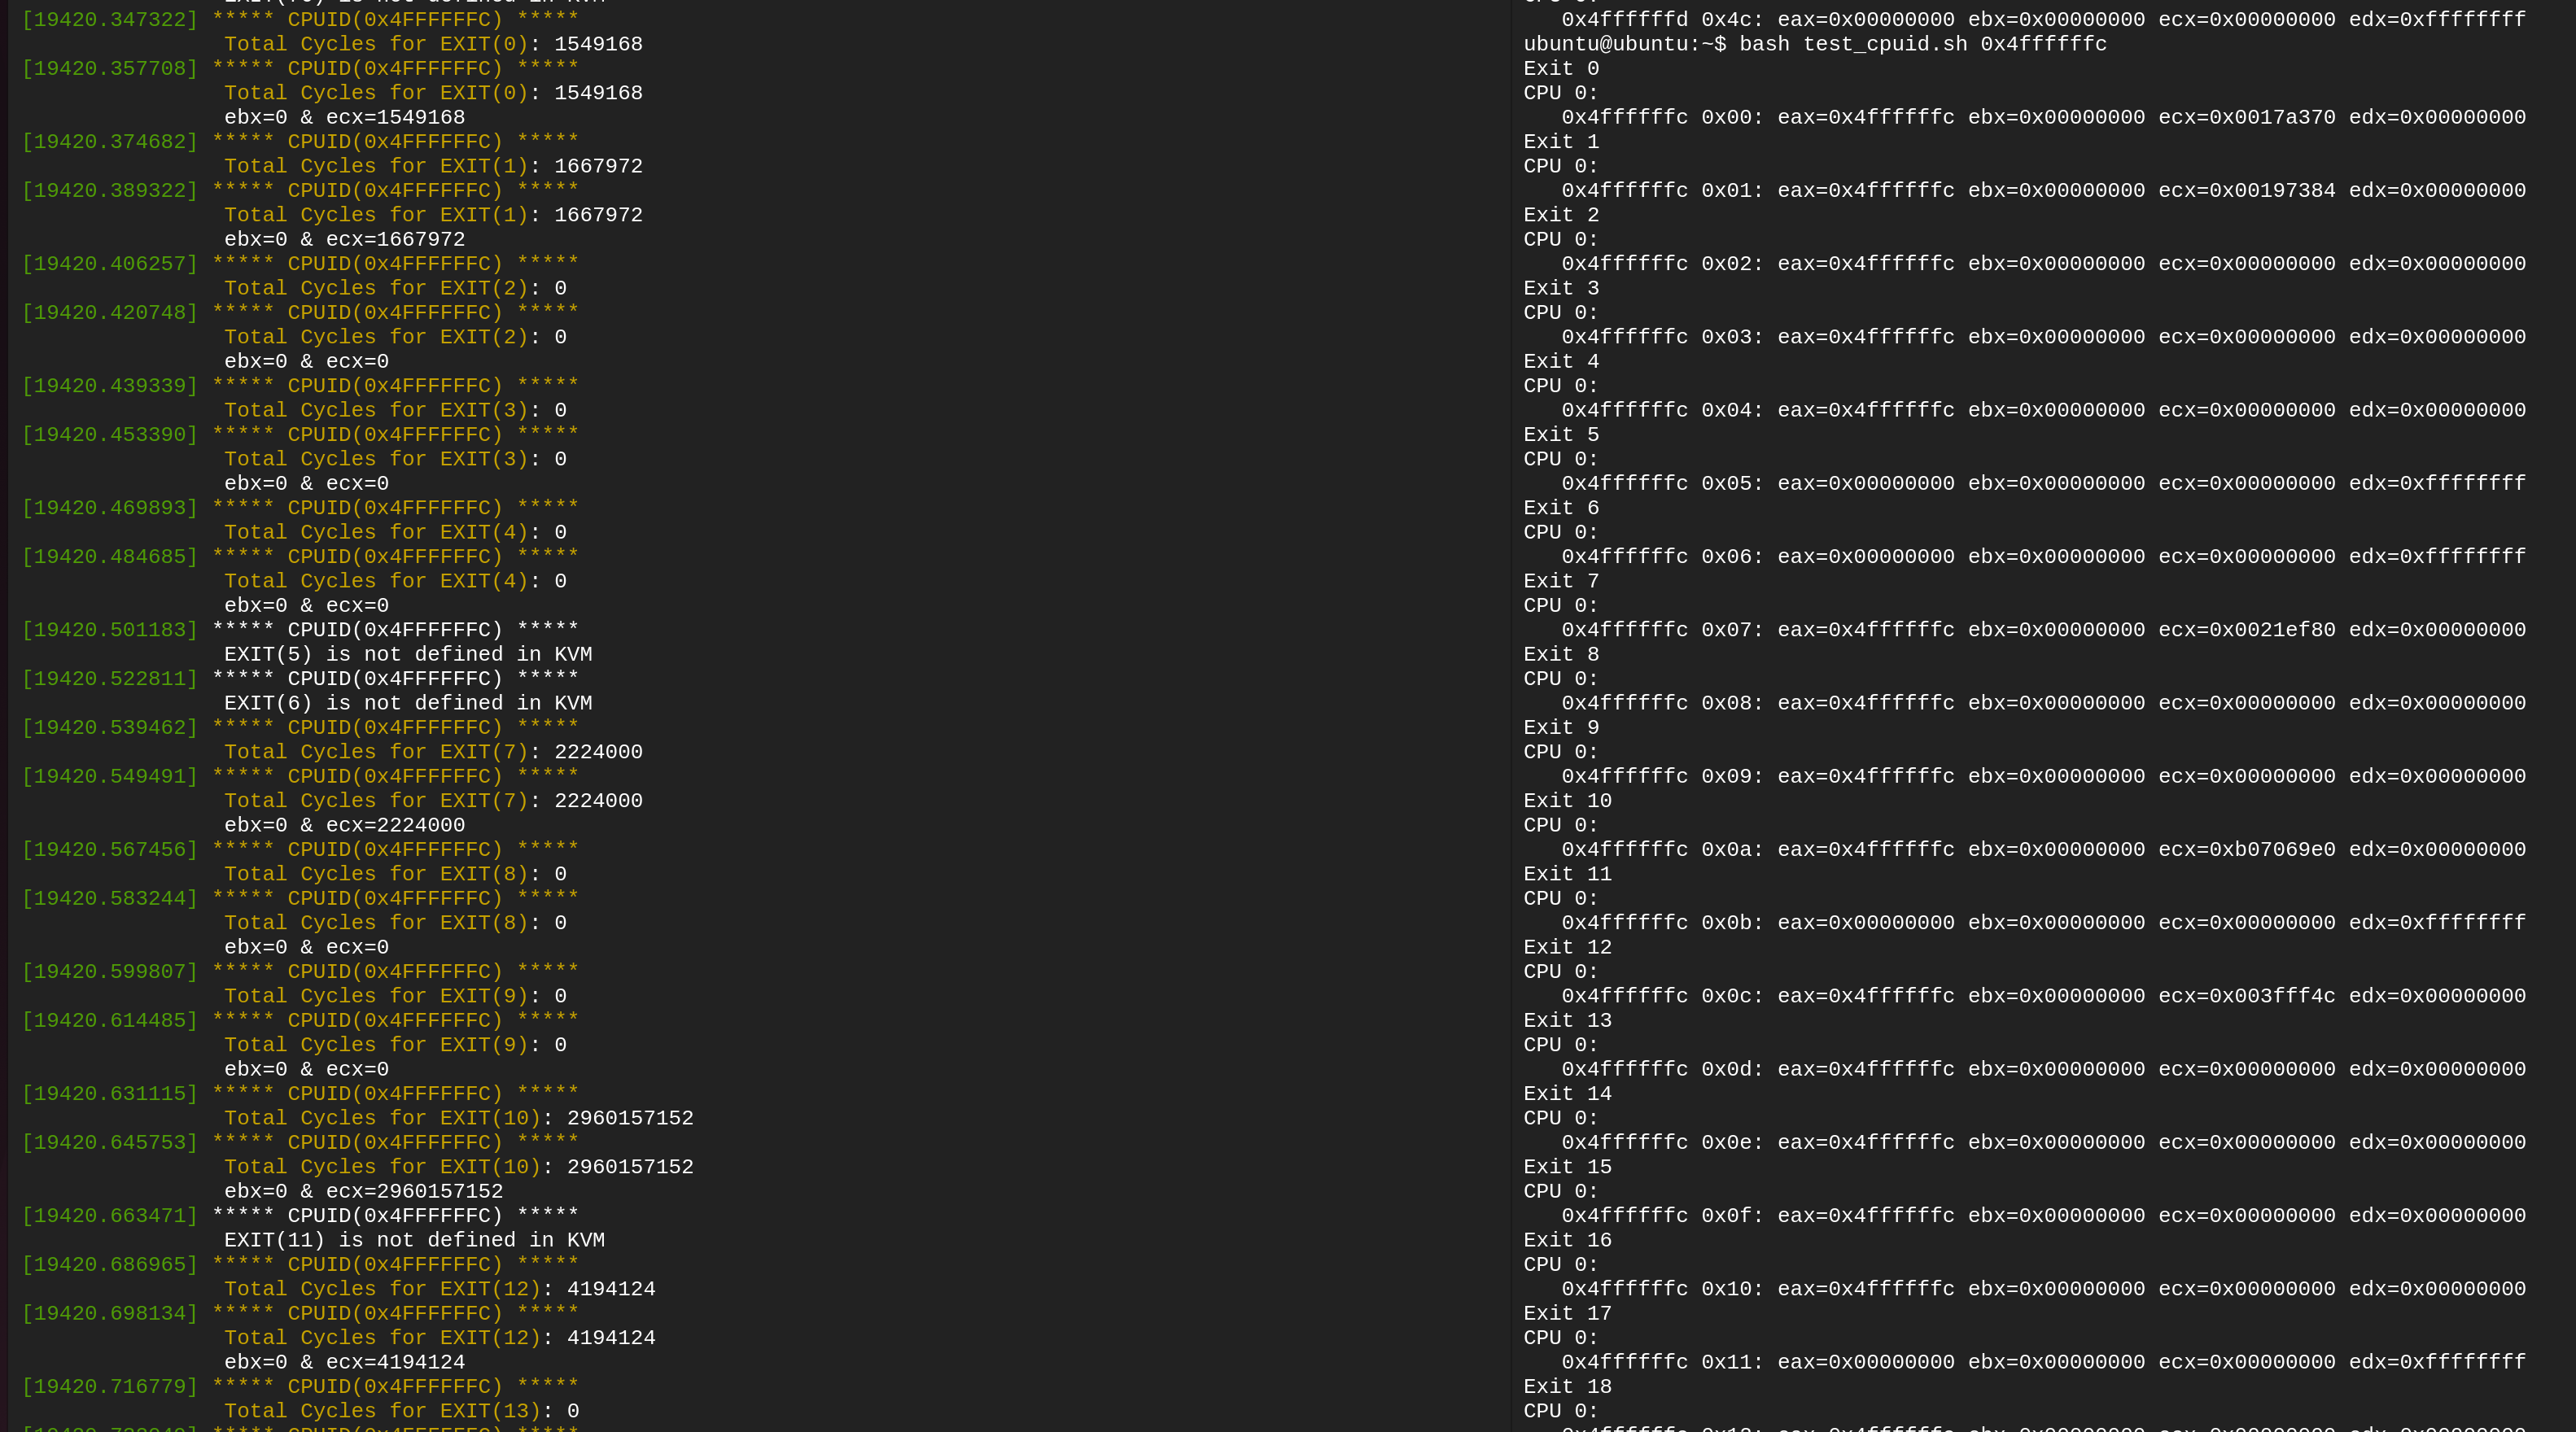 [19420.347322] ***** CPUID(0x4FFFFFFC) *****
Total Cycles for EXIT(0): 1549168
[19420.357708] ***** CPUID(0x4FFFFFFC) *****
Total Cycles for EXIT(0): 1549168
ebx=0 & ecx=1549168
[19420.374682] ***** CPUID(0x4FFFFFFC) *****
Total Cycles for EXIT(1): 1667972
[19420.389322] ***** CPUID(0x4FFFFFFC) *****
Total Cycles for EXIT(1): 1667972
ebx=0 & ecx=1667972
[19420.406257] ***** CPUID(0x4FFFFFFC) *****
Total Cycles for EXIT(2): 0
[19420.420748] ***** CPUID(0x4FFFFFFC) *****
Total Cycles for EXIT(2): 0
ebx=0 & ecx=0
[19420.439339] ***** CPUID(0x4FFFFFFC) *****
Total Cycles for EXIT(3): 0
[19420.453390] ***** CPUID(0x4FFFFFFC) *****
Total Cycles for EXIT(3): 0
ebx=0 & ecx=0
[19420.469893] ***** CPUID(0x4FFFFFFC) *****
Total Cycles for EXIT(4): 0
[19420.484685] ***** CPUID(0x4FFFFFFC) *****
Total Cycles for EXIT(4): 0
ebx=0 & ecx=0
[19420.501183] ***** CPUID(0x4FFFFFFC) *****
EXIT(5) is not defined in KVM
[19420.522811] ***** CPUID(0x4FFFFFFC) *****
EXIT(6) is not defined in KVM
[19420.539462] ***** CPUID(0x4FFFFFFC) *****
Total Cycles for EXIT(7): 2224000
[19420.549491] ***** CPUID(0x4FFFFFFC) *****
Total Cycles for EXIT(7): 2224000
ebx=0 & ecx=2224000
[19420.567456] ***** CPUID(0x4FFFFFFC) *****
Total Cycles for EXIT(8): 0
[19420.583244] ***** CPUID(0x4FFFFFFC) *****
Total Cycles for EXIT(8): 0
ebx=0 & ecx=0
[19420.599807] ***** CPUID(0x4FFFFFFC) *****
Total Cycles for EXIT(9): 0
[19420.614485] ***** CPUID(0x4FFFFFFC) *****
Total Cycles for EXIT(9): 0
ebx=0 & ecx=0
[19420.631115] ***** CPUID(0x4FFFFFFC) *****
Total Cycles for EXIT(10): 2960157152
[19420.645753] ***** CPUID(0x4FFFFFFC) *****
Total Cycles for EXIT(10): 2960157152
ebx=0 & ecx=2960157152
[19420.663471] ***** CPUID(0x4FFFFFFC) *****
EXIT(11) is not defined in KVM
[19420.686965] ***** CPUID(0x4FFFFFFC) *****
Total Cycles for EXIT(12): 4194124
[19420.698134] ***** CPUID(0x4FFFFFFC) *****
Total Cycles for EXIT(12): 4194124
ebx=0 & ecx=4194124
[19420.716779] ***** CPUID(0x4FFFFFFC) *****
Total Cycles for EXIT(13): 0
0x4ffffffd 0x4c: eax=0x00000000 ebx=0x00000000 ecx=0x00000000 edx=0xffffffff
ubuntu@ubuntu:~$ bash test_cpuid.sh 0x4ffffffc
Exit 0
CPU 0:
0x4ffffffc 0x00: eax=0x4ffffffc ebx=0x00000000 ecx=0x0017a370 edx=0x00000000
Exit 1
CPU 0:
0x4ffffffc 0x01: eax=0x4ffffffc ebx=0x00000000 ecx=0x00197384 edx=0x00000000
Exit 2
CPU 0:
0x4ffffffc 0x02: eax=0x4ffffffc ebx=0x00000000 ecx=0x00000000 edx=0x00000000
Exit 3
CPU 0:
0x4ffffffc 0x03: eax=0x4ffffffc ebx=0x00000000 ecx=0x00000000 edx=0x00000000
Exit 4
CPU 0:
0x4ffffffc 0x04: eax=0x4ffffffc ebx=0x00000000 ecx=0x00000000 edx=0x00000000
Exit 5
CPU 0:
0x4ffffffc 0x05: eax=0x00000000 ebx=0x00000000 ecx=0x00000000 edx=0xffffffff
Exit 6
CPU 0:
0x4ffffffc 0x06: eax=0x00000000 ebx=0x00000000 ecx=0x00000000 edx=0xffffffff
Exit 7
CPU 0:
0x4ffffffc 0x07: eax=0x4ffffffc ebx=0x00000000 ecx=0x0021ef80 edx=0x00000000
Exit 8
CPU 0:
0x4ffffffc 0x08: eax=0x4ffffffc ebx=0x00000000 ecx=0x00000000 edx=0x00000000
Exit 9
CPU 0:
0x4ffffffc 0x09: eax=0x4ffffffc ebx=0x00000000 ecx=0x00000000 edx=0x00000000
Exit 10
CPU 0:
0x4ffffffc 0x0a: eax=0x4ffffffc ebx=0x00000000 ecx=0xb07069e0 edx=0x00000000
Exit 11
CPU 0:
0x4ffffffc 0x0b: eax=0x00000000 ebx=0x00000000 ecx=0x00000000 edx=0xffffffff
Exit 12
CPU 0:
0x4ffffffc 0x0c: eax=0x4ffffffc ebx=0x00000000 ecx=0x003fff4c edx=0x00000000
Exit 13
CPU 0:
0x4ffffffc 0x0d: eax=0x4ffffffc ebx=0x00000000 ecx=0x00000000 edx=0x00000000
Exit 14
CPU 0:
0x4ffffffc 0x0e: eax=0x4ffffffc ebx=0x00000000 ecx=0x00000000 edx=0x00000000
Exit 15
CPU 0:
0x4ffffffc 0x0f: eax=0x4ffffffc ebx=0x00000000 ecx=0x00000000 edx=0x00000000
Exit 16
CPU 0:
0x4ffffffc 0x10: eax=0x4ffffffc ebx=0x00000000 ecx=0x00000000 edx=0x00000000
Exit 17
CPU 0:
0x4ffffffc 0x11: eax=0x00000000 ebx=0x00000000 ecx=0x00000000 edx=0xffffffff
Exit 18
CPU 0: